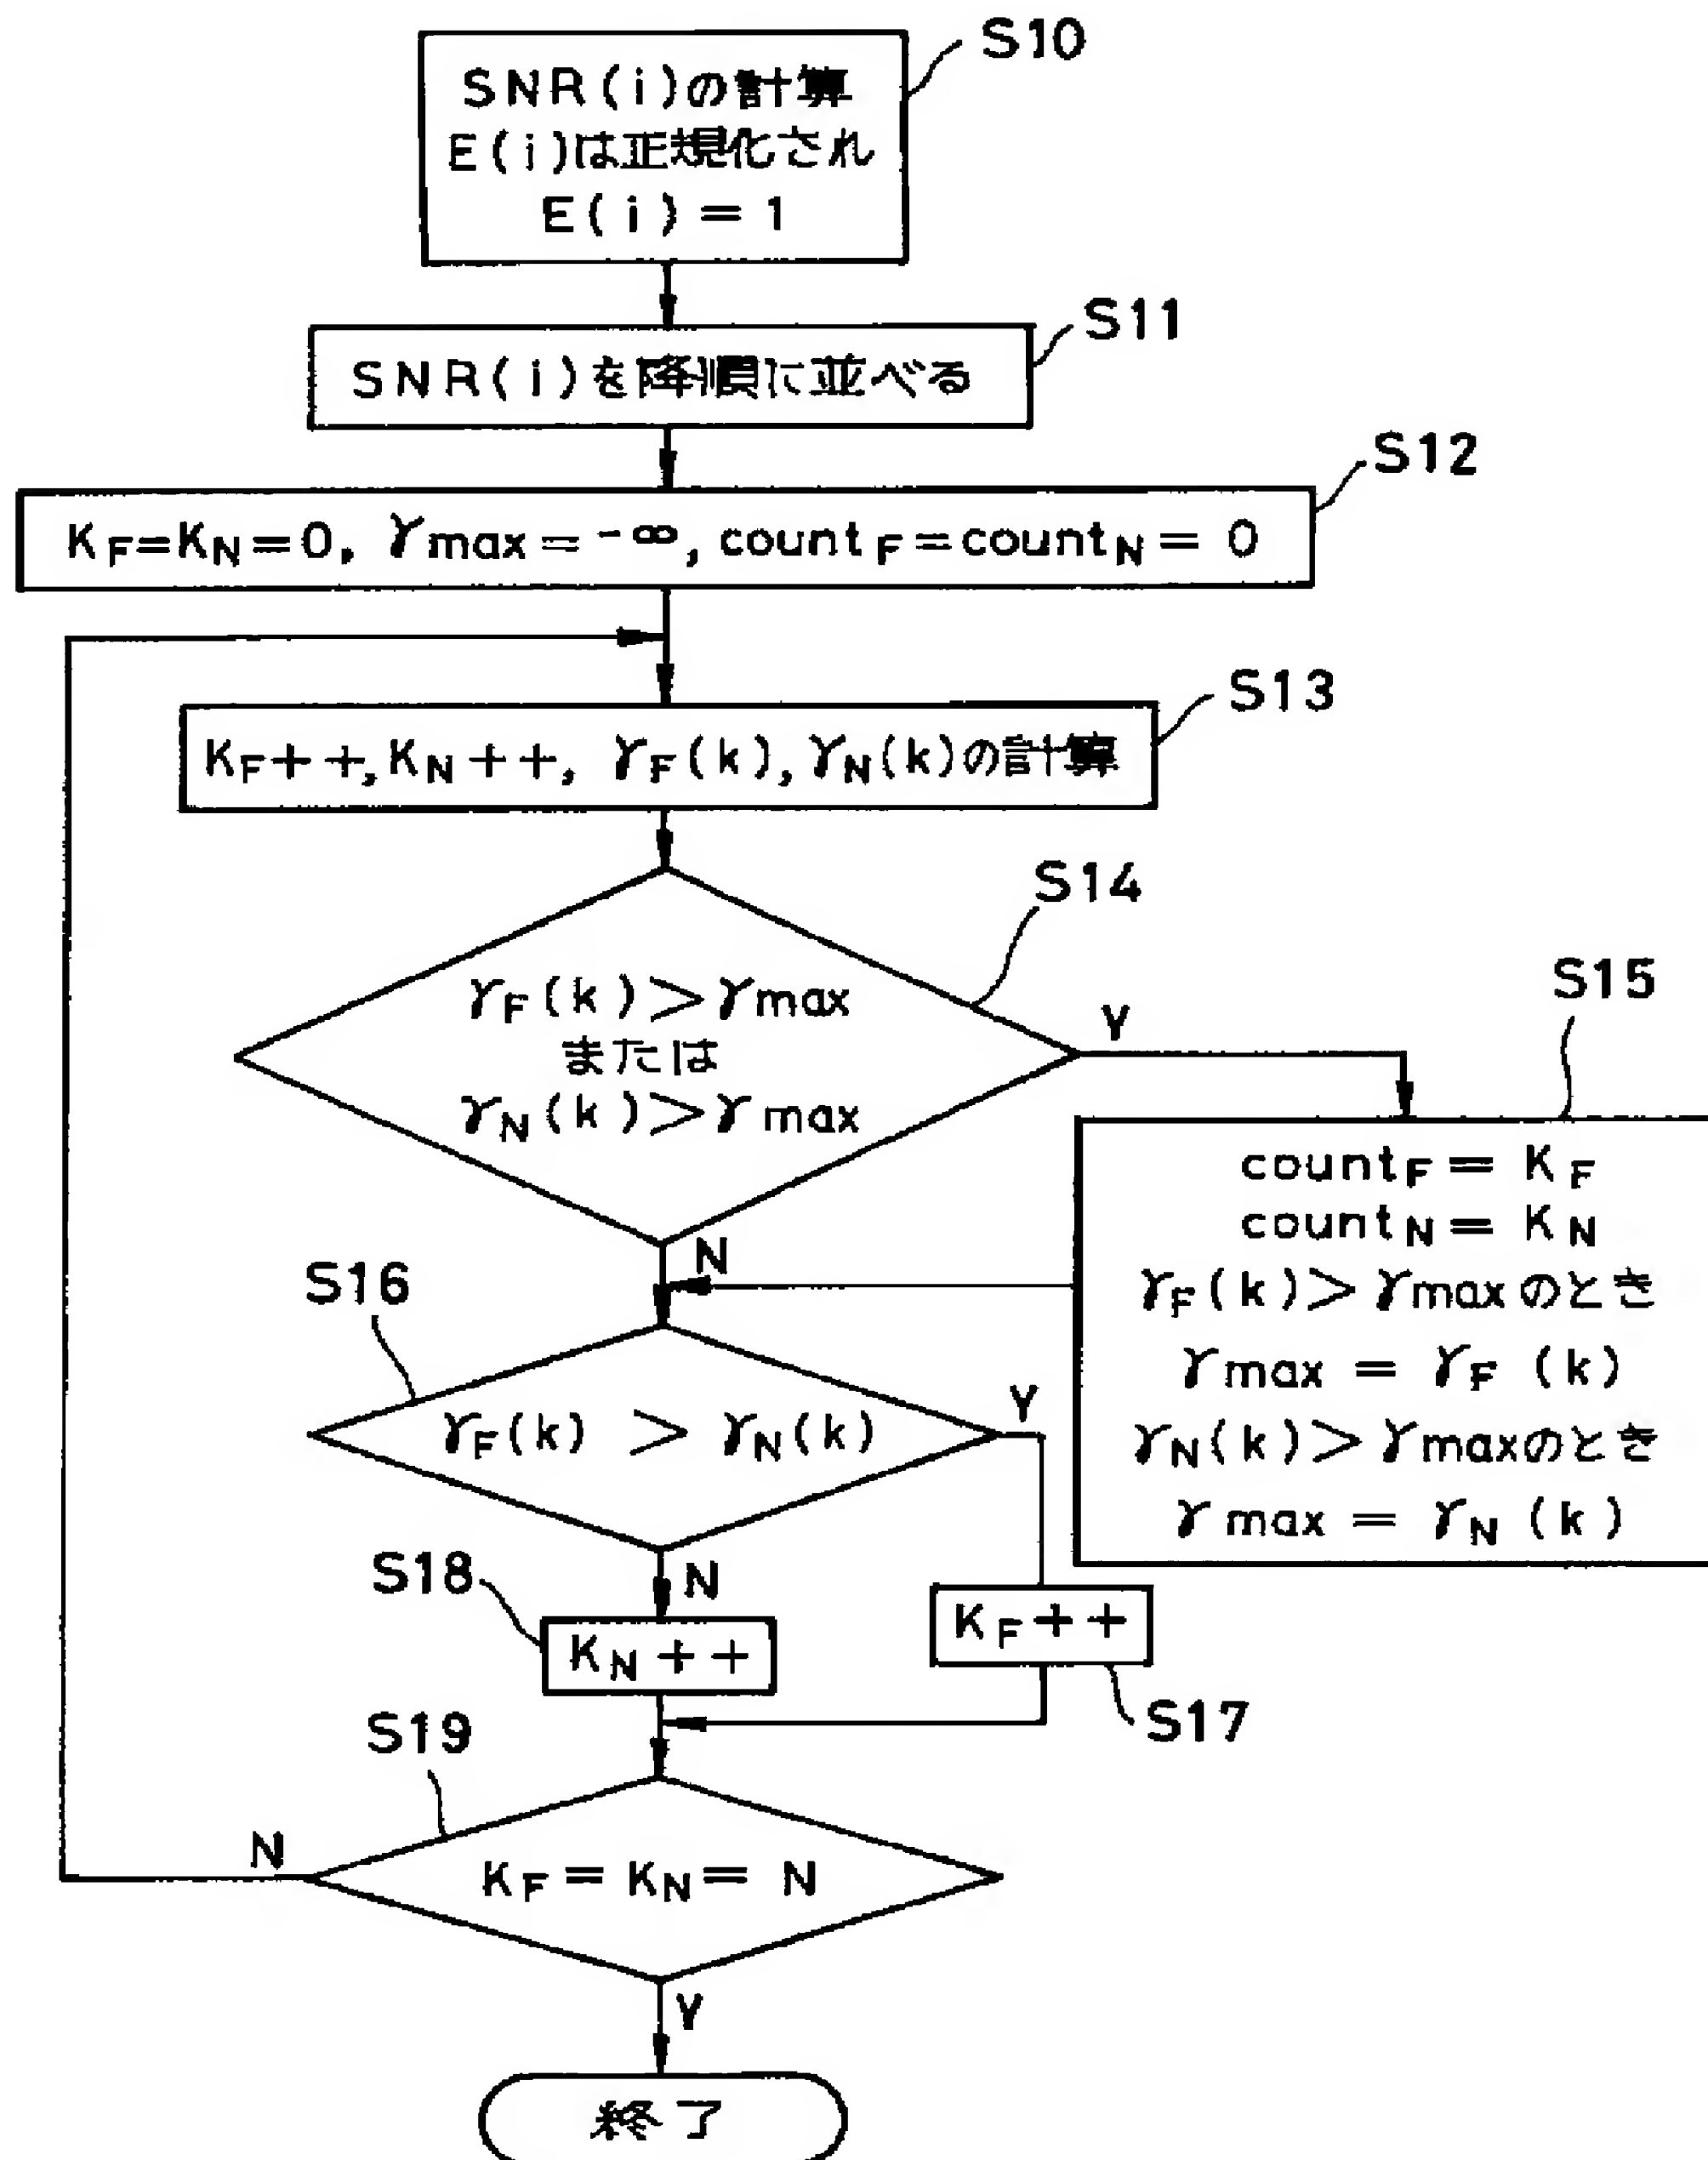 S10
SNR(i)の計算
E(i)は正規化され
E(i)=1
S11
SNR(i)を降順に並べる
S12
KF=KN=0, γmax=-∞, countF=countN=0
S13
KF++,KN++, γF(k),γN(k)の計算
S14
γF(k)>γmax
または
γN(k)>γmax
Y
N
S15
countF=KF
countN=KN
γF(k)>γmaxのとき
γmax=γF(k)
γN(k)>γmaxのとき
γmax=γN(k)
S16
γF(k)>γN(k)
Y
N
S18
KN++
KF++
S17
S19
KF=KN=N
N
Y
終了